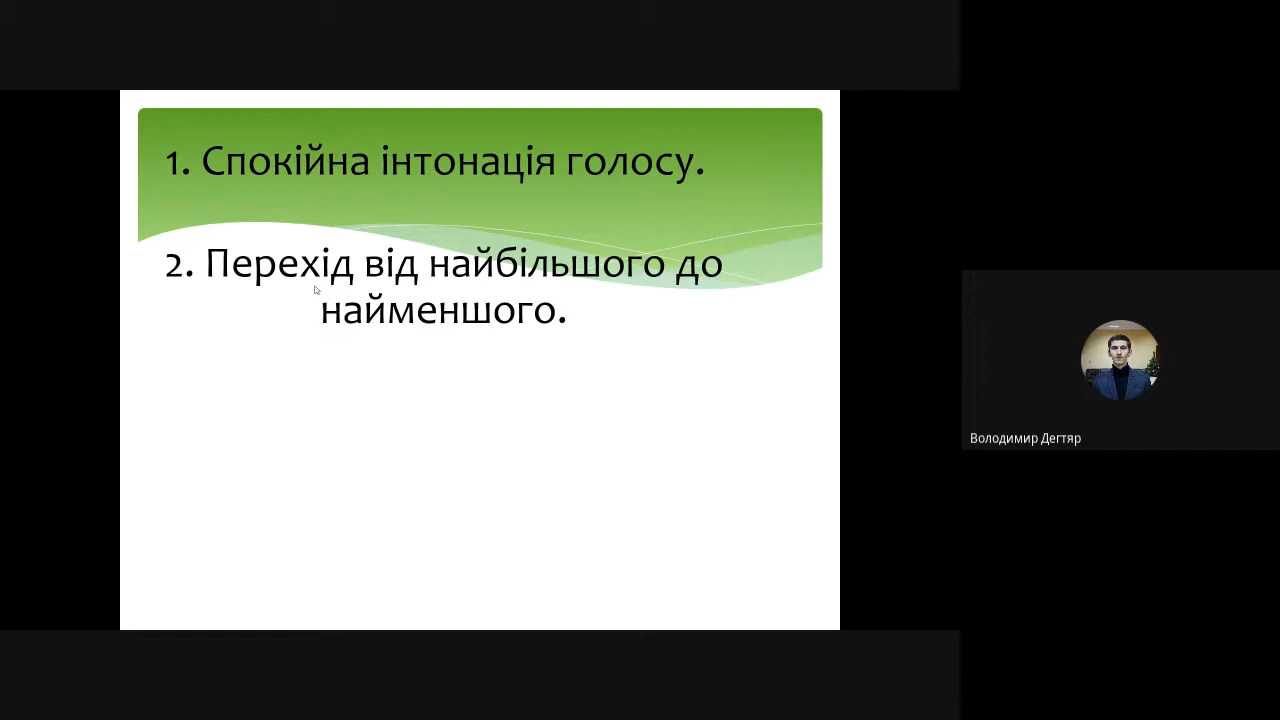 1. Спокійна інтонація голосу.
2. Перехід від найбільшого до
найменшого.
Володимир Дегтяр